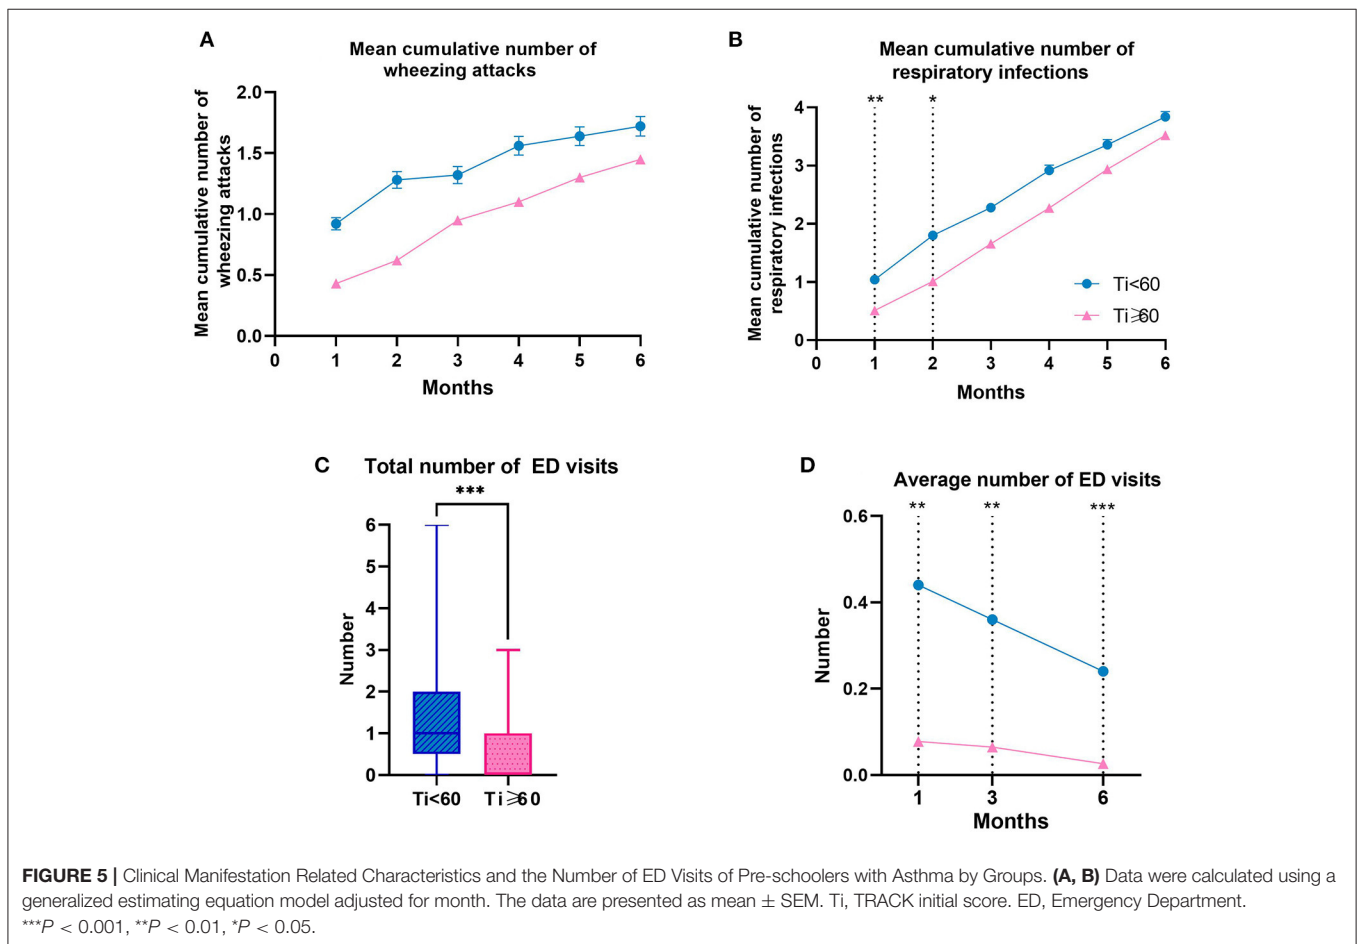 A
Mean cumulative number of
wheezing attacks
Mean cumulative number of
wheezing attacks
2.0
1.5
1.0
0.5
0.0
0 1 2 3 4 5 6
Months
B
Mean cumulative number of
respiratory infections
** *
Mean cumulative number of
respiratory infections
4
3
2
1
0
Ti<60
Ti⩾60
0 1 2 3 4 5 6
Months
C
Total number of ED visits
***
Number
6
5
4
3
2
1
0
Ti<60 Ti⩾60
D
Average number of ED visits
** ** ***
Number
0.6
0.4
0.2
0.0
1 3 6
Months
FIGURE 5 | Clinical Manifestation Related Characteristics and the Number of ED Visits of Pre-schoolers with Asthma by Groups. (A, B) Data were calculated using a
generalized estimating equation model adjusted for month. The data are presented as mean ± SEM. Ti, TRACK initial score. ED, Emergency Department.
***P < 0.001, **P < 0.01, *P < 0.05.